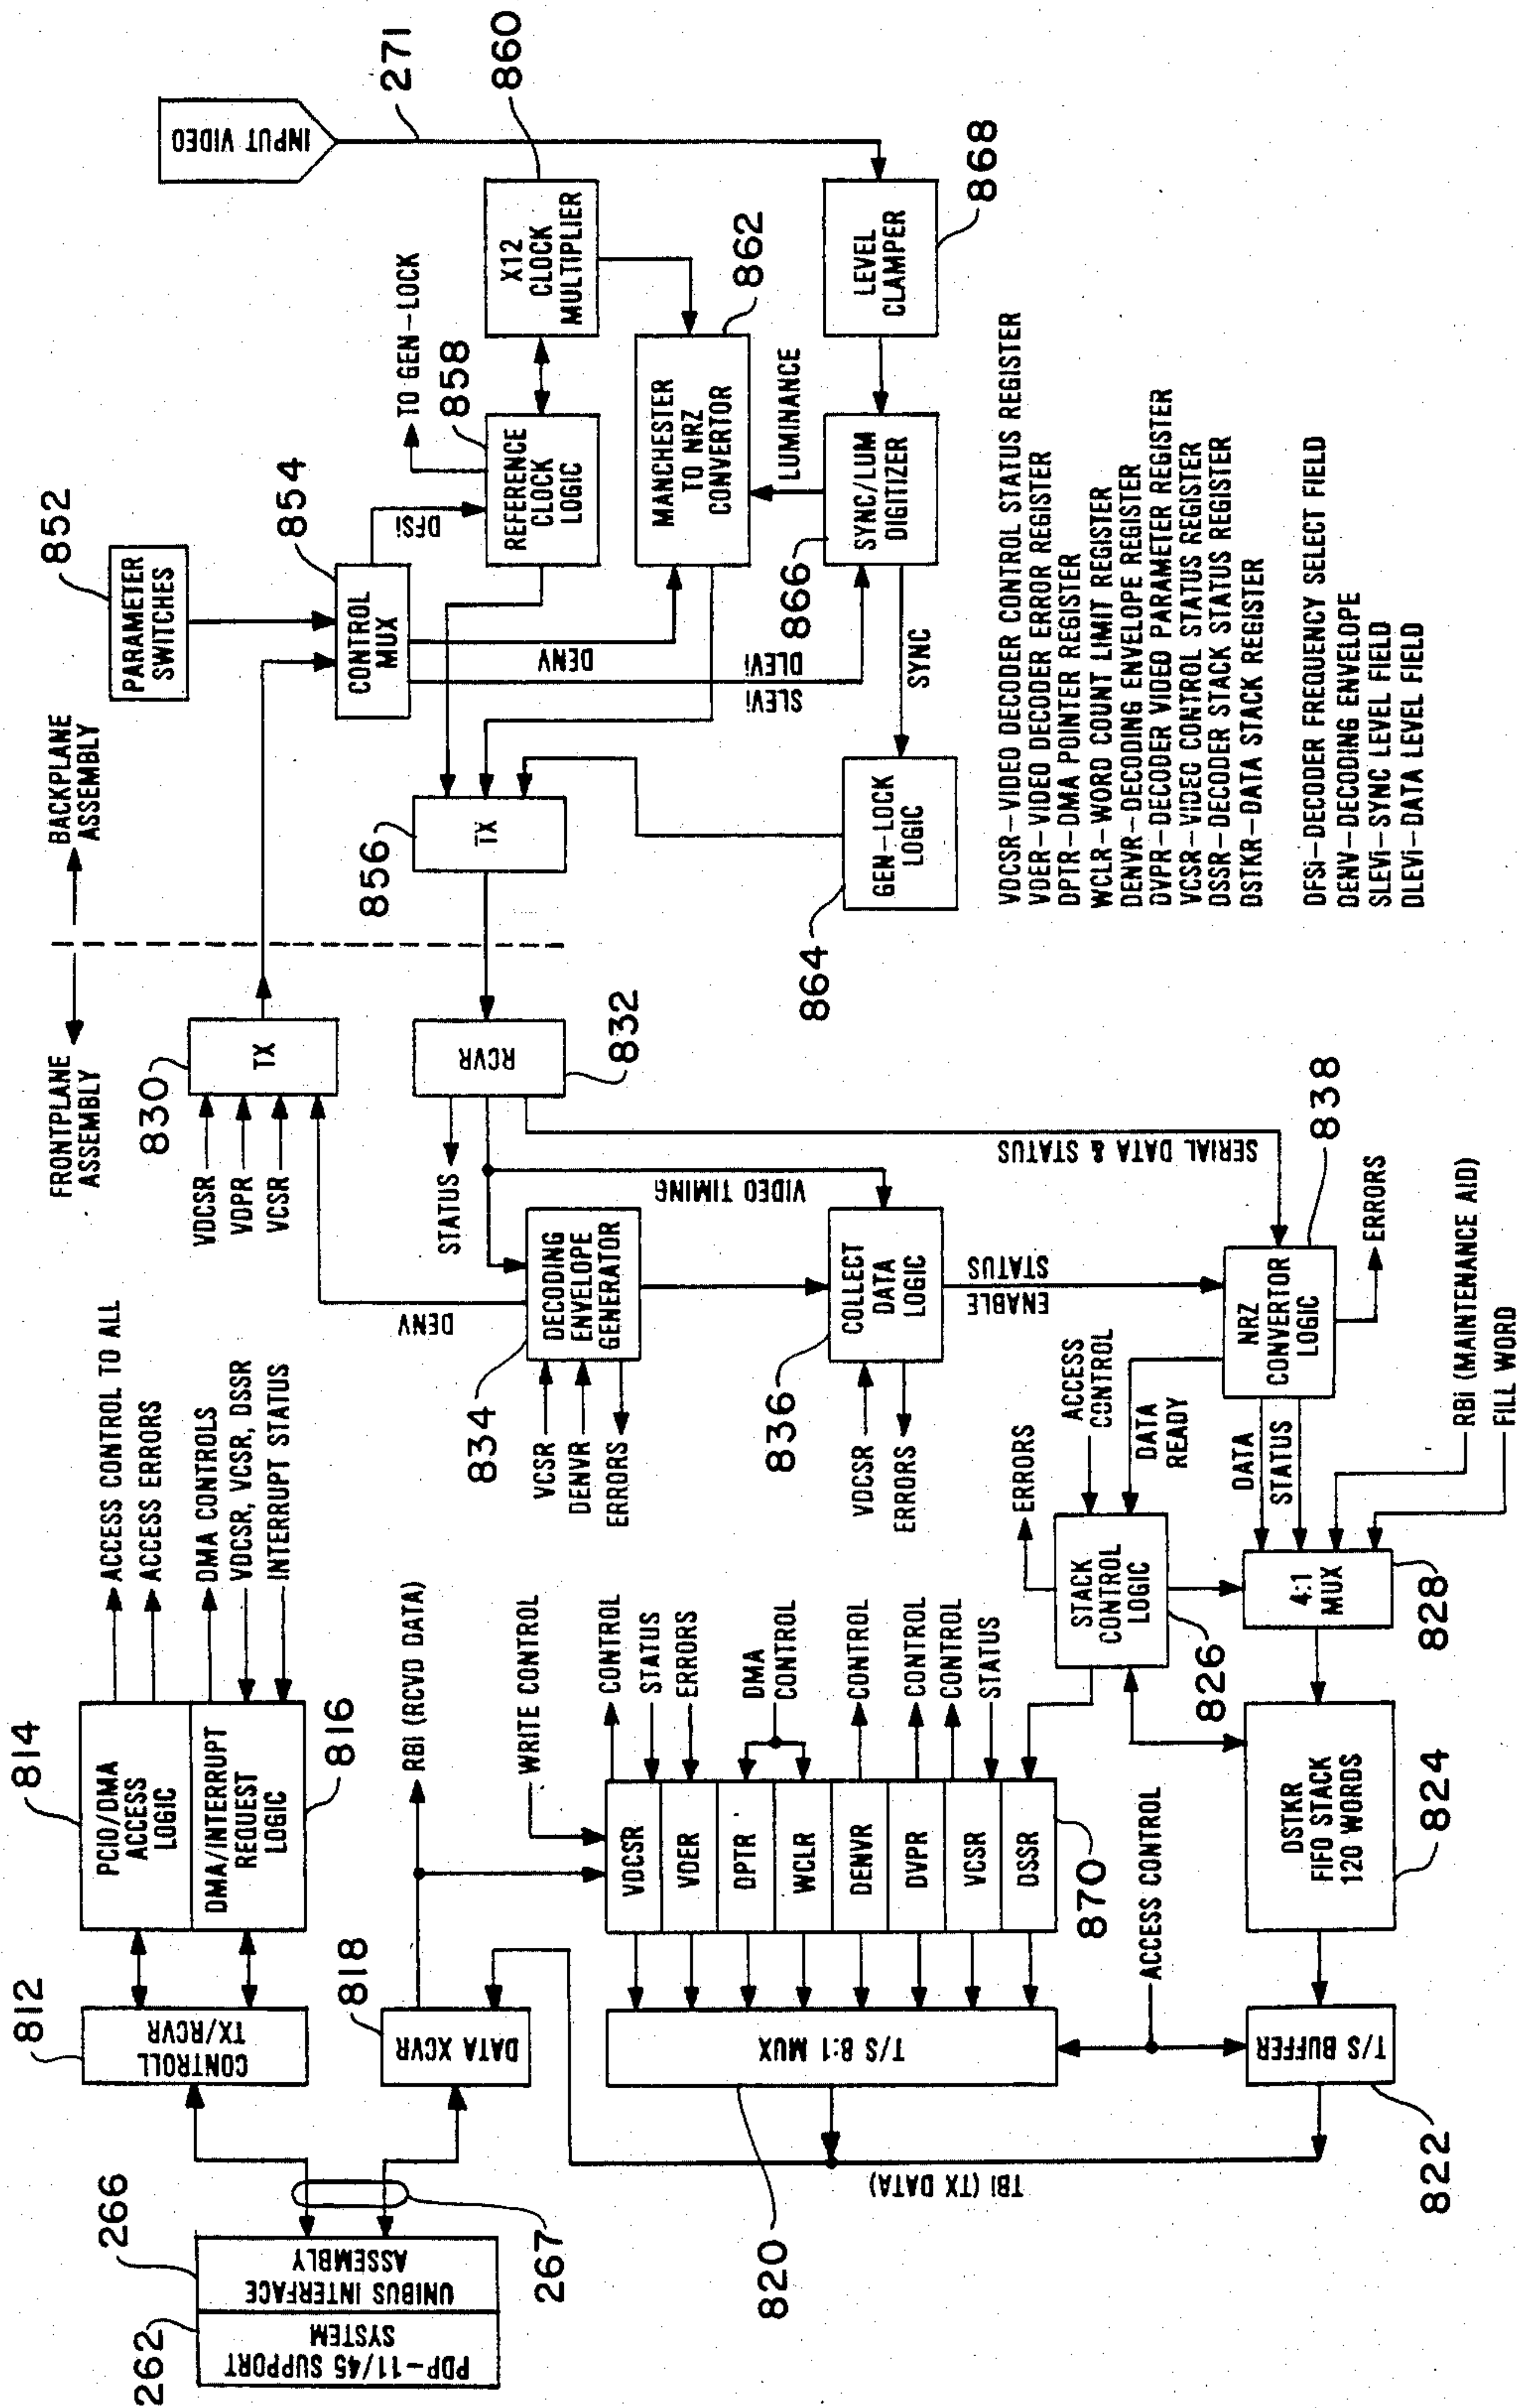 262
PDP-11/45 SUPPORT
SYSTEM
266
UNIBUS INTERFACE
ASSEMBLY
267
812
CONTROLL
TX/RCVR
814
PCIO/DMA
ACCESS
LOGIC
DMA/INTERRUPT
REQUEST
LOGIC
816
ACCESS CONTROL TO ALL
ACCESS ERRORS
DMA CONTROLS
VDCSR, VCSR, DSSR
INTERRUPT STATUS
818
DATA XCVR
RBi (RCVD DATA)
WRITE CONTROL
820
T/S 8:1 MUX
TBi (TX DATA)
VDCSR
VDER
DPTR
WCLR
DENVR
DVPR
VCSR
DSSR
870
CONTROL
STATUS
ERRORS
DMA
CONTROL
CONTROL
CONTROL
CONTROL
STATUS
ACCESS CONTROL
822
T/S BUFFER
DSTKR
FIFO STACK
120 WORDS
824
STACK
CONTROL
LOGIC
826
ERRORS
ACCESS
CONTROL
DATA
READY
DATA
STATUS
4:1
MUX
828
RBi (MAINTENANCE AID)
FILL WORD
NRZ
CONVERTOR
LOGIC
838
ERRORS
SERIAL DATA & STATUS
ENABLE
STATUS
COLLECT
DATA
LOGIC
836
VDCSR
ERRORS
VIDEO TIMING
DECODING
ENVELOPE
GENERATOR
834
VCSR
DENVR
ERRORS
DENV
STATUS
FRONTPLANE
ASSEMBLY
BACKPLANE
ASSEMBLY
830
TX
VDCSR
VDPR
VCSR
RCVR
832
856
TX
852
PARAMETER
SWITCHES
854
CONTROL
MUX
DFSi
DENV
SLEVi
DLEVi
TO GEN-LOCK
858
REFERENCE
CLOCK
LOGIC
X12
CLOCK
MULTIPLIER
860
MANCHESTER
TO NRZ
CONVERTOR
862
LUMINANCE
SYNC/LUM
DIGITIZER
866
SYNC
GEN-LOCK
LOGIC
864
LEVEL
CLAMPER
868
INPUT VIDEO
271
VDCSR-VIDEO DECODER CONTROL STATUS REGISTER
VDER-VIDEO DECODER ERROR REGISTER
DPTR-DMA POINTER REGISTER
WCLR-WORD COUNT LIMIT REGISTER
DENVR-DECODING ENVELOPE REGISTER
DVPR-DECODER VIDEO PARAMETER REGISTER
VCSR-VIDEO CONTROL STATUS REGISTER
DSSR-DECODER STACK STATUS REGISTER
DSTKR-DATA STACK REGISTER
DFSi-DECODER FREQUENCY SELECT FIELD
DENV-DECODING ENVELOPE
SLEVi-SYNC LEVEL FIELD
DLEVi-DATA LEVEL FIELD